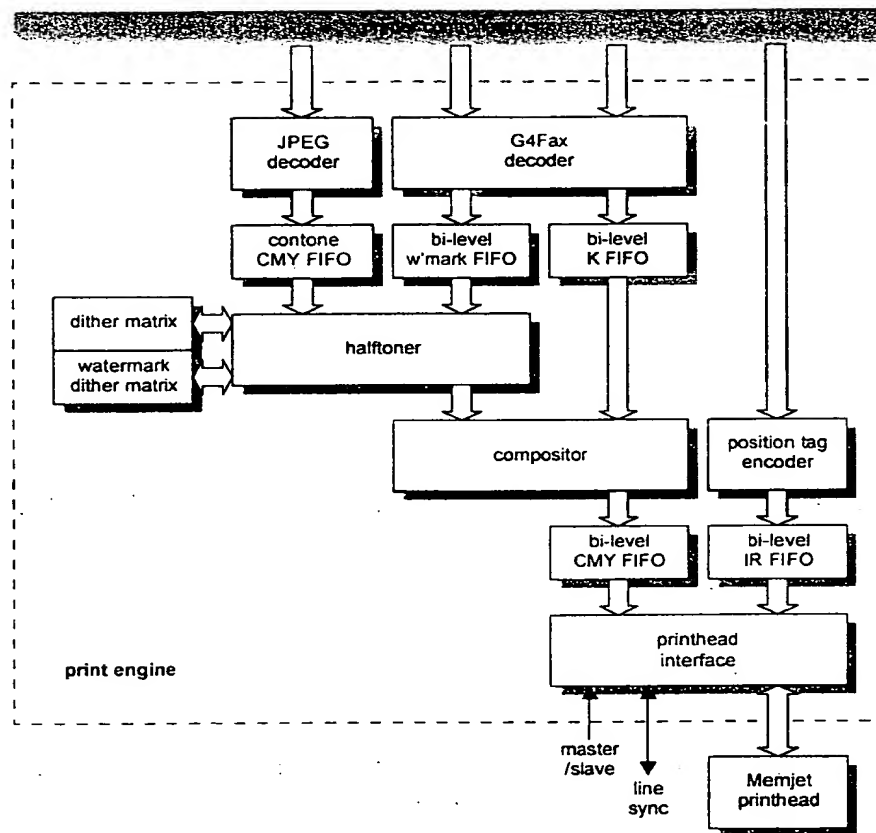 JPEG
decoder
G4Fax
decoder
contone
CMY FIFO
bi-level
w'mark FIFO
bi-level
K FIFO
dither matrix
watermark
dither matrix
halftoner
compositor
position tag
encoder
bi-level
CMY FIFO
bi-level
IR FIFO
printhead
interface
print engine
master
/slave
line
sync
Memjet
printhead